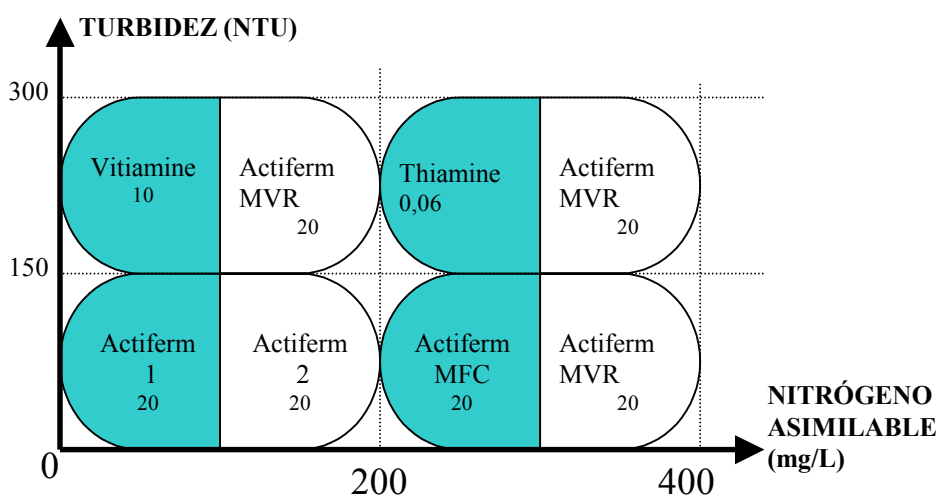 TURBIDEZ (NTU)
300
Vitiamine
10
Actiferm
MVR
20
Thiamine
0,06
Actiferm
MVR
20
150
Actiferm
1
20
Actiferm
2
20
Actiferm
MFC
20
Actiferm
MVR
20
NITRÓGENO
ASIMILABLE
(mg/L)
0
200
400